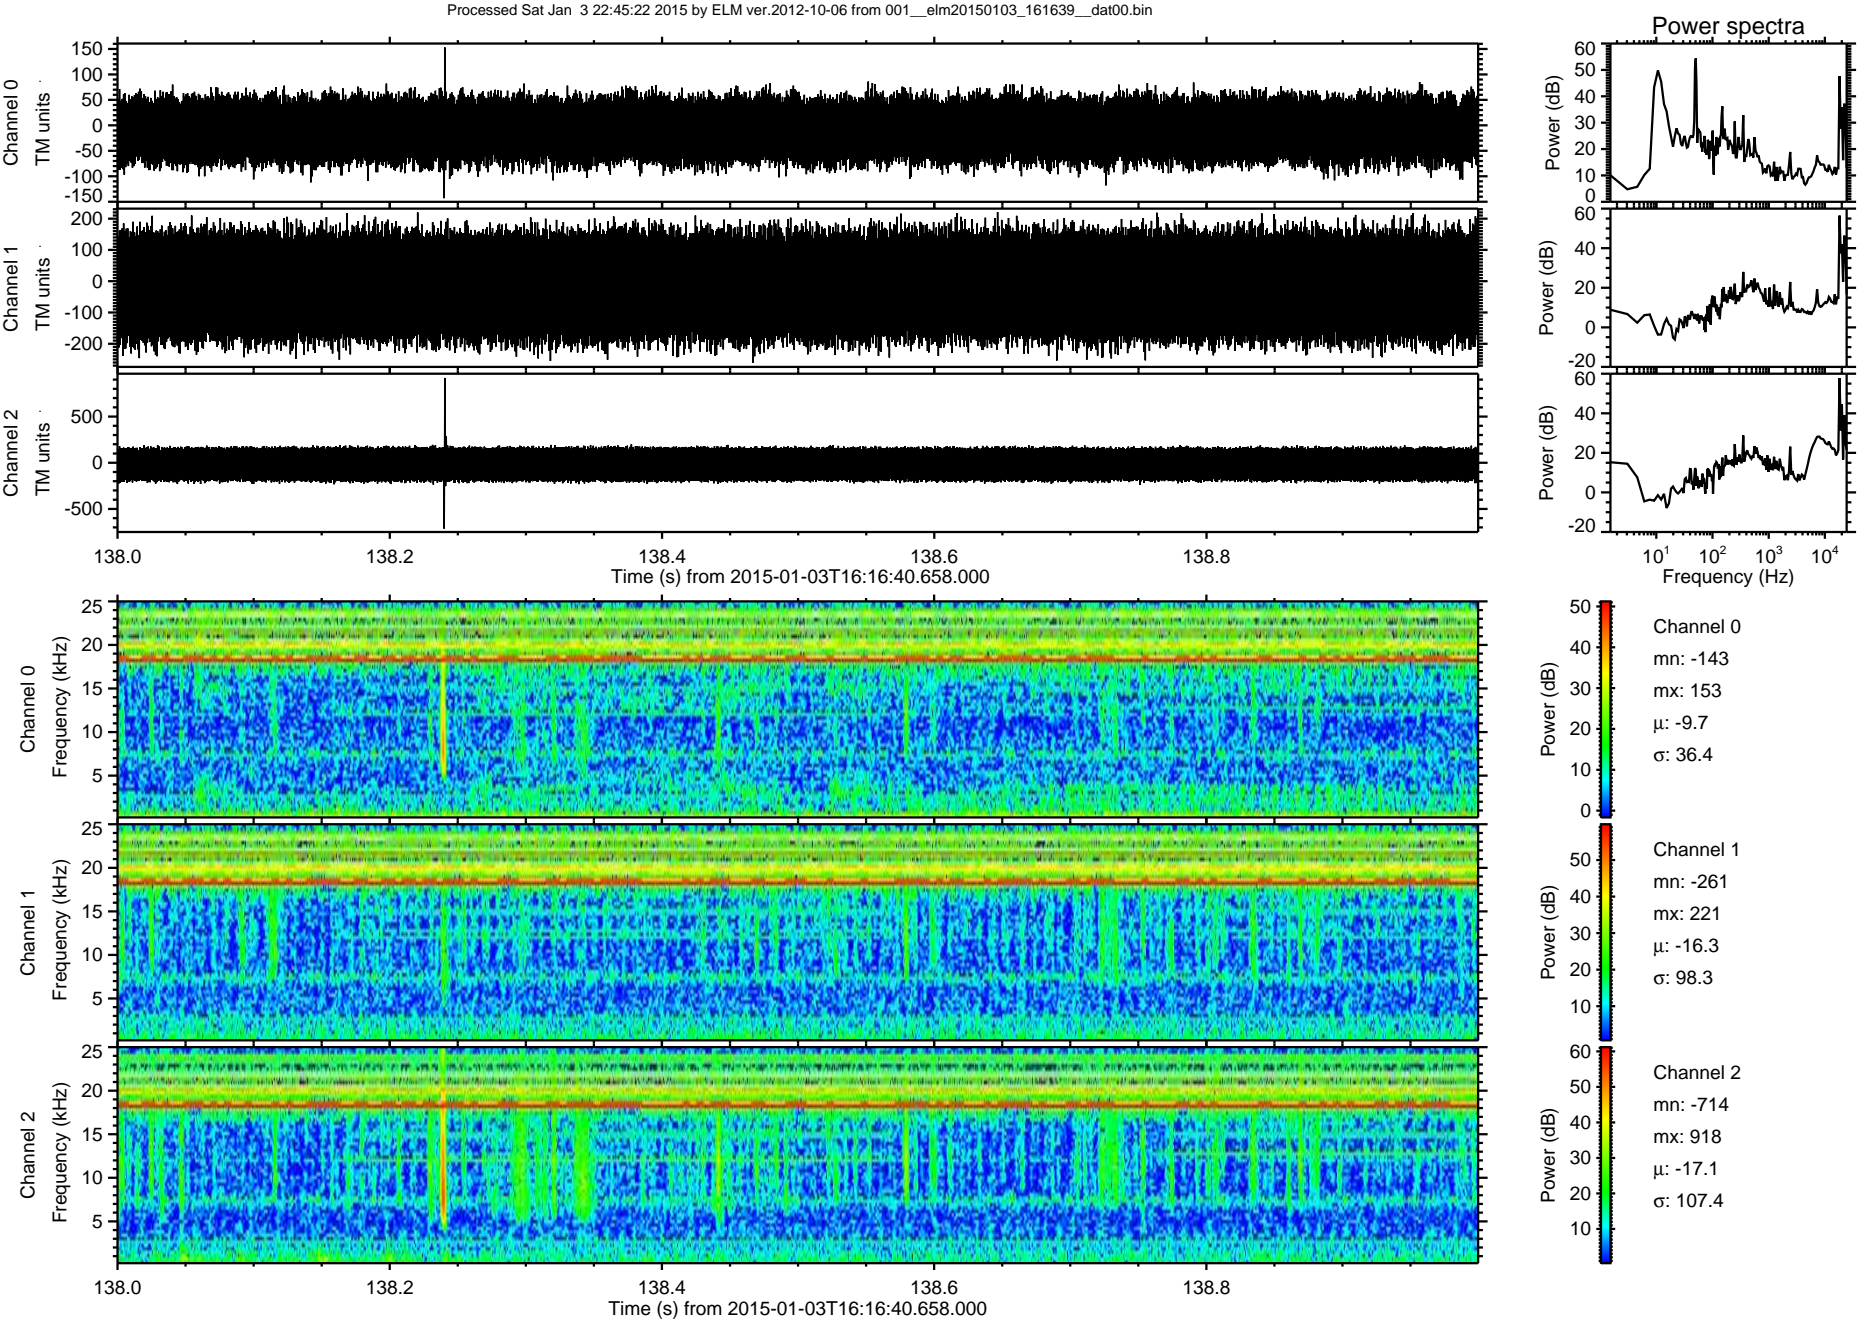 Processed Sat Jan 3 22:45:22 2015 by ELM ver.2012-10-06 from 001__elm20150103_161639__dat00.bin
Power spectra
Channel 0
TM units
150
100
50
0
-50
-100
-150
Power (dB)
60
50
40
30
20
10
0
Channel 1
TM units
200
100
0
-100
-200
Power (dB)
60
40
20
0
-20
Channel 2
TM units
500
0
-500
Power (dB)
60
40
20
0
-20
138.0 138.2 138.4 138.6 138.8
Time (s) from 2015-01-03T16:16:40.658.000
10^1 10^2 10^3 10^4
Frequency (Hz)
Channel 0
Frequency (kHz)
25
20
15
10
5
Power (dB)
50
40
30
20
10
0
Channel 0
mn: -143
mx: 153
μ: -9.7
σ: 36.4
Channel 1
Frequency (kHz)
25
20
15
10
5
Power (dB)
50
40
30
20
10
Channel 1
mn: -261
mx: 221
μ: -16.3
σ: 98.3
Channel 2
Frequency (kHz)
25
20
15
10
5
Power (dB)
60
50
40
30
20
10
Channel 2
mn: -714
mx: 918
μ: -17.1
σ: 107.4
138.0 138.2 138.4 138.6 138.8
Time (s) from 2015-01-03T16:16:40.658.000